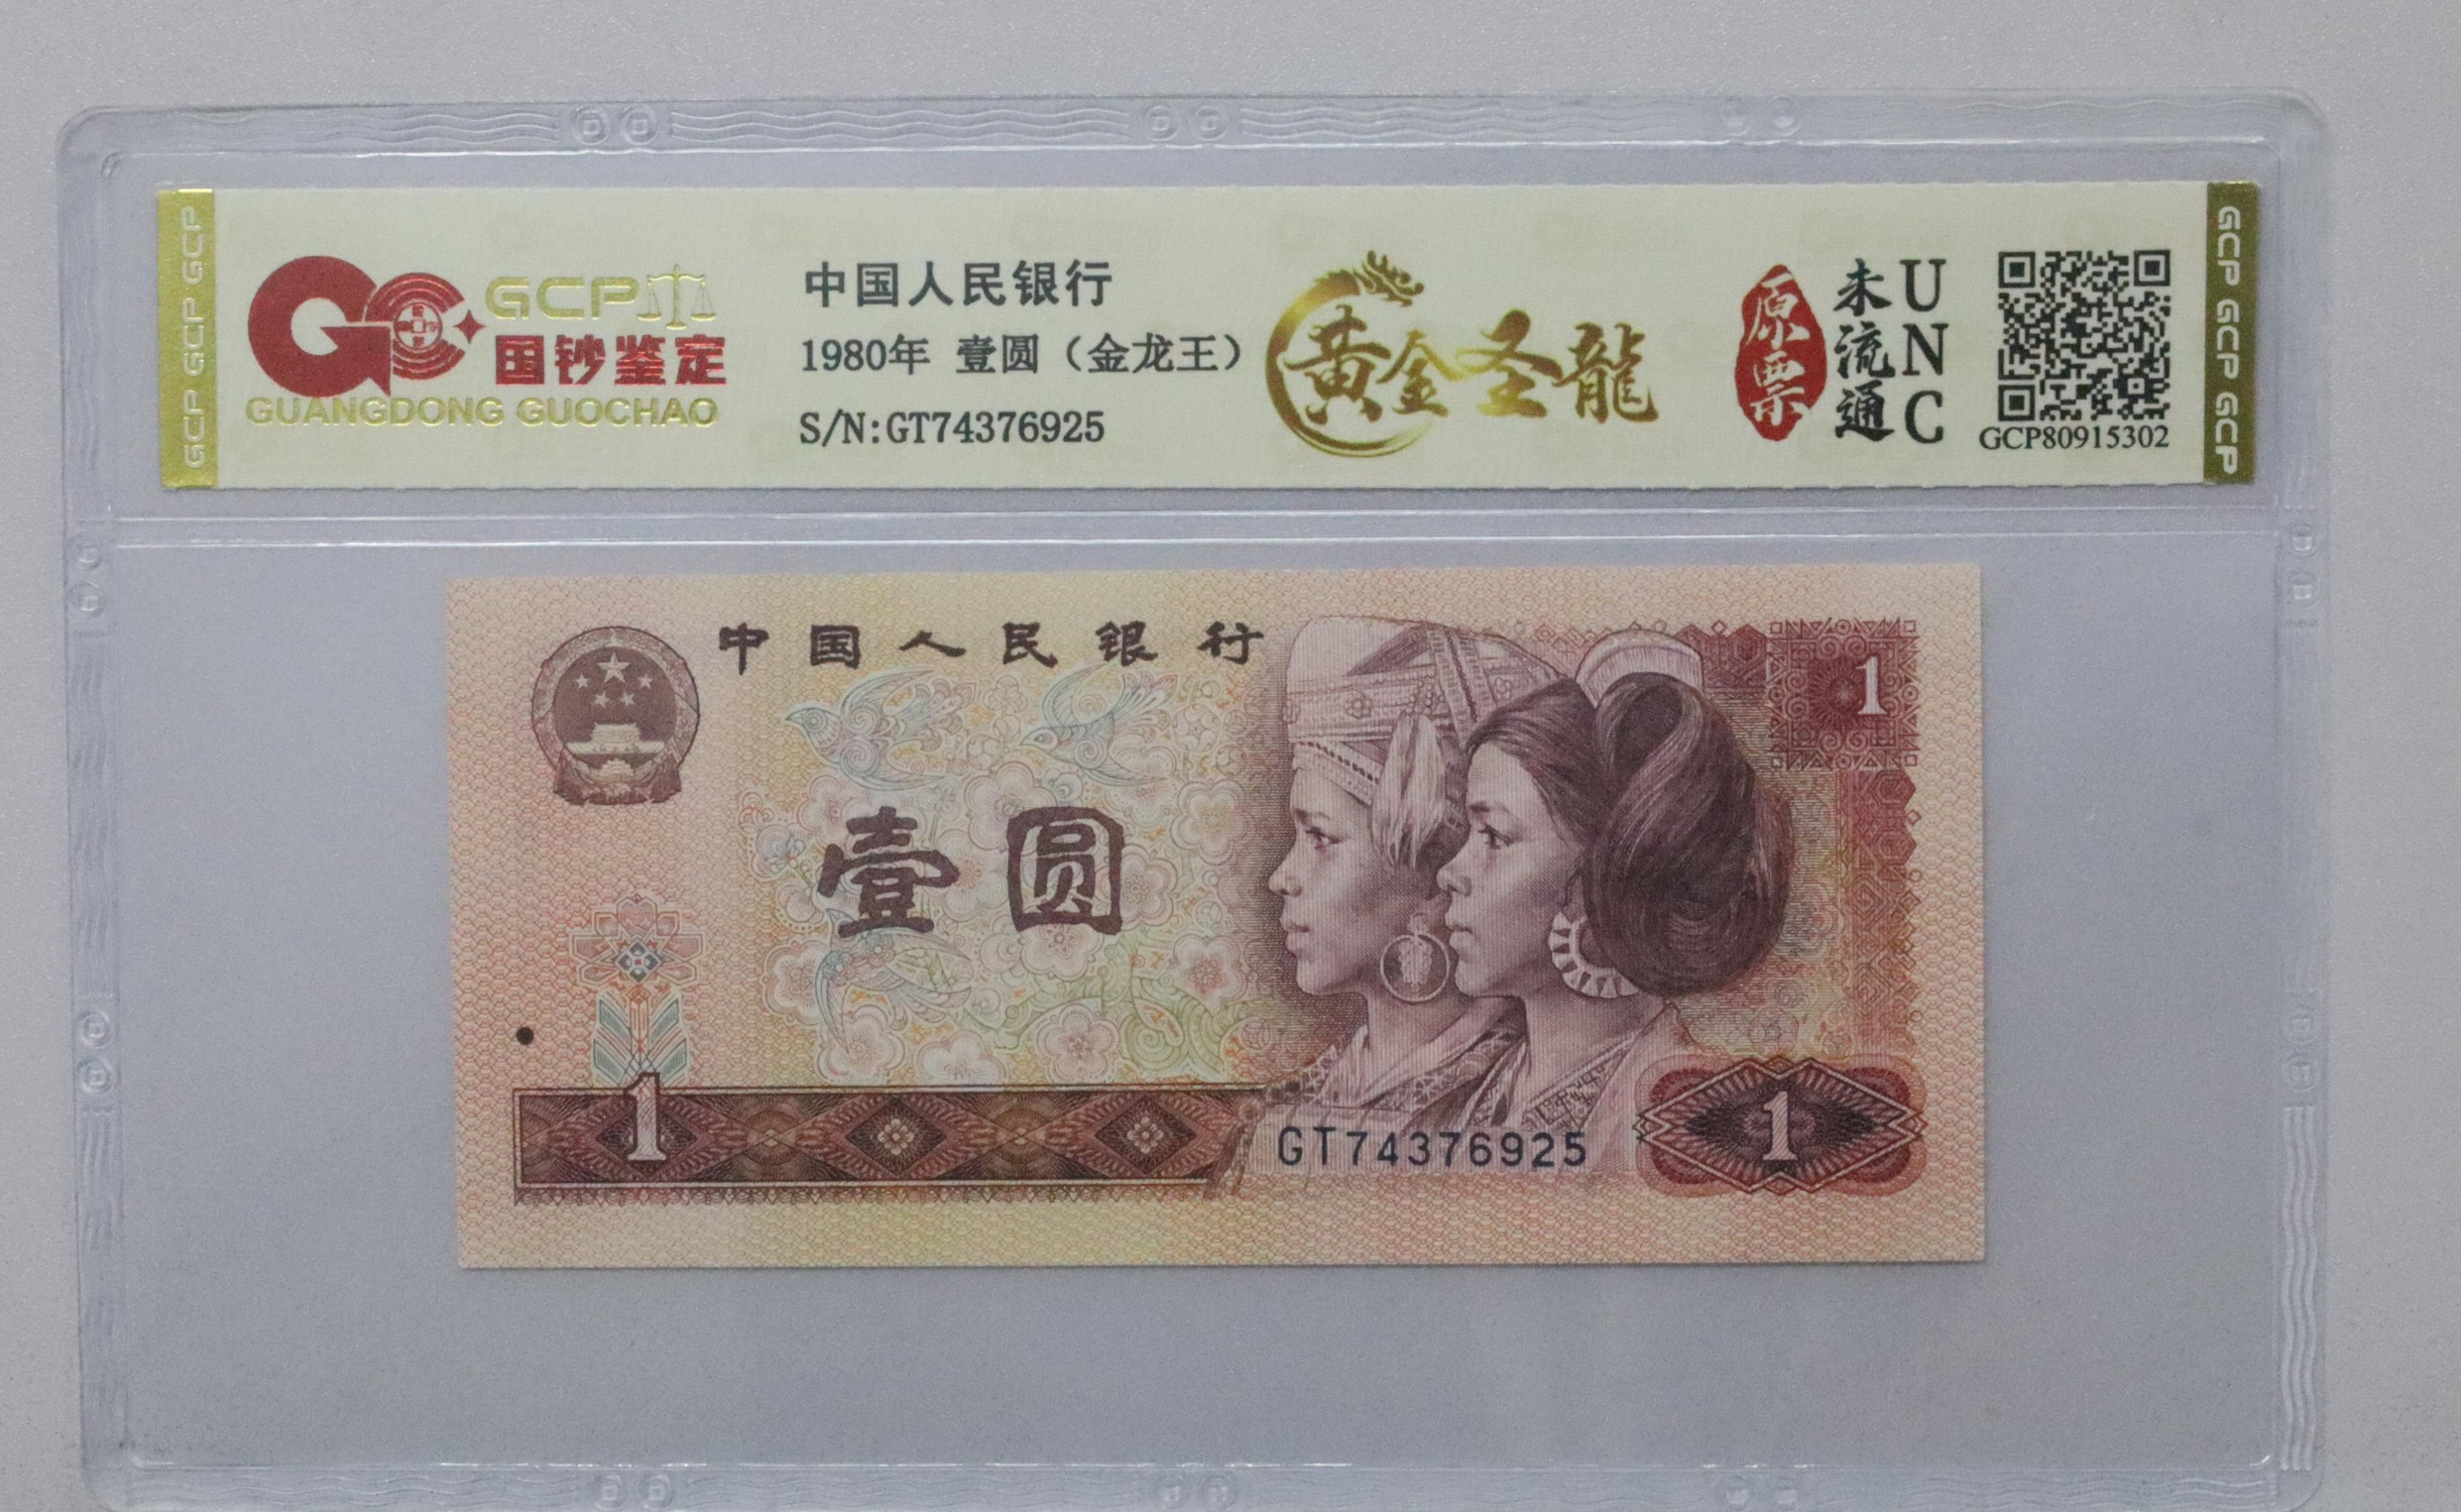 GCP GCP GCP GCP
GCP
国钞鉴定
GUANGDONG GUOCHAO
中国人民银行
1980年 壹圆（金龙王）
S/N:GT74376925
黄金圣龍
原票
未流通
UNC
GCP80915302
GCP GCP GCP GCP
中国人民银行
1
壹圆
1
GT74376925
1